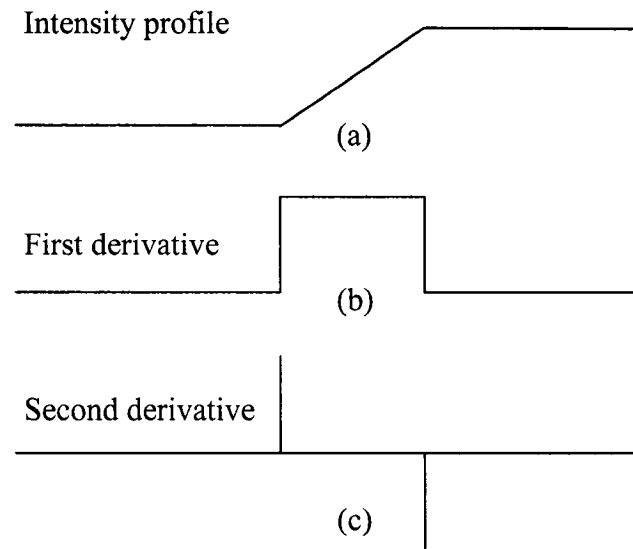 Intensity profile
(a)
First derivative
(b)
Second derivative
(c)